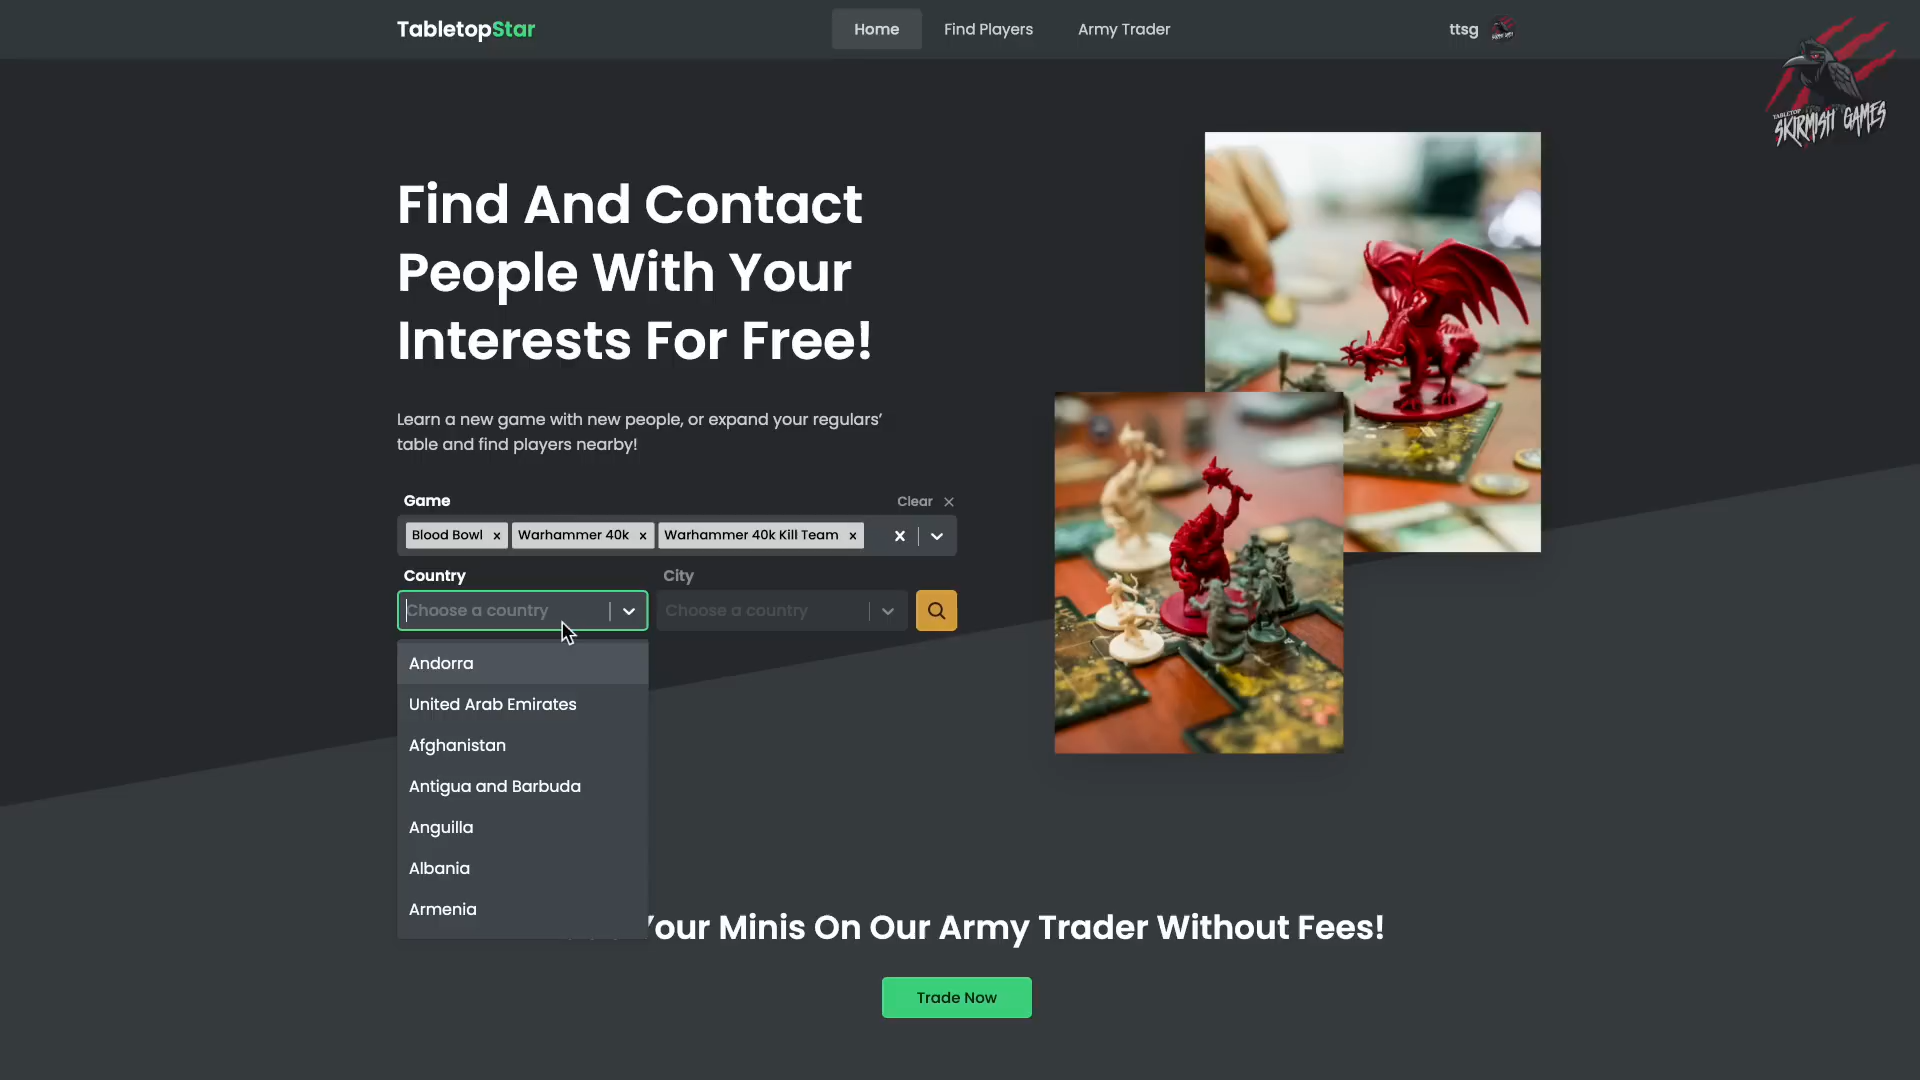 TabletopStar
Home
Find Players
Army Trader
ttsg
TABLETOP
SKIRMISH GAMES
Find And Contact
People With Your
Interests For Free!
Learn a new game with new people, or expand your regulars’
table and find players nearby!
Game
Clear
Blood Bowl
Warhammer 40k
Warhammer 40k Kill Team
Country
City
Choose a country
Choose a country
Andorra
United Arab Emirates
Afghanistan
Antigua and Barbuda
Anguilla
Albania
Armenia
Your Minis On Our Army Trader Without Fees!
Trade Now